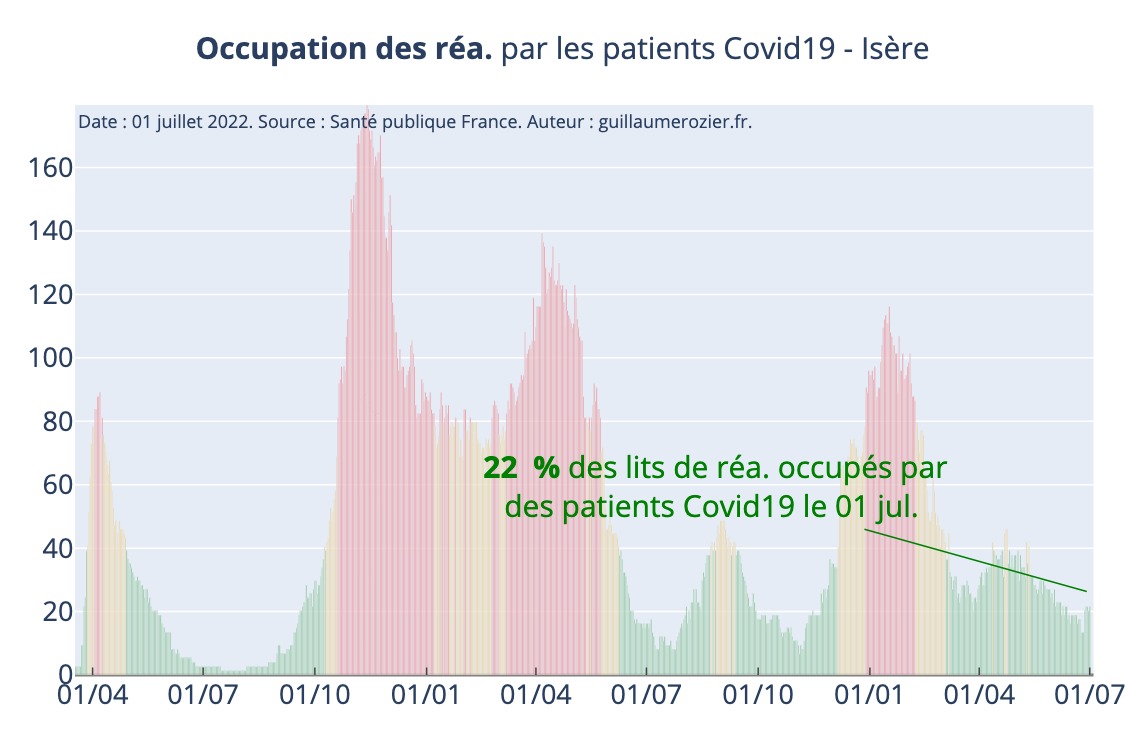 Occupation des réa. par les patients Covid19 - Isère
Date : 01 juillet 2022. Source : Santé publique France. Auteur : guillaumerozier.fr.
160
140
120
100
80
60
40
20
0
22 % des lits de réa. occupés par
des patients Covid19 le 01 jul.
01/04 01/07 01/10 01/01 01/04 01/07 01/10 01/01 01/04 01/07